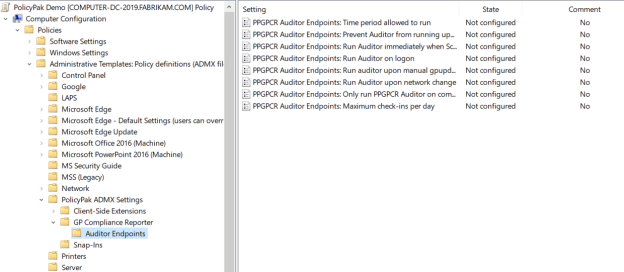 PolicyPak Demo [COMPUTER-DC-2019.FABRIKAM.COM] Policy
Computer Configuration
Policies
Software Settings
Windows Settings
Administrative Templates: Policy definitions (ADMX fil
Control Panel
Google
LAPS
Microsoft Edge
Microsoft Edge - Default Settings (users can overr
Microsoft Edge Update
Microsoft Office 2016 (Machine)
Microsoft PowerPoint 2016 (Machine)
MS Security Guide
MSS (Legacy)
Network
PolicyPak ADMX Settings
Client-Side Extensions
GP Compliance Reporter
Auditor Endpoints
Snap-Ins
Printers
Server
Setting State Comment
PPGPCR Auditor Endpoints: Time period allowed to run Not configured No
PPGPCR Auditor Endpoints: Prevent Auditor from running up... Not configured No
PPGPCR Auditor Endpoints: Run Auditor immediately when Sc... Not configured No
PPGPCR Auditor Endpoints: Run Auditor on logon Not configured No
PPGPCR Auditor Endpoints: Run auditor upon manual gpupd... Not configured No
PPGPCR Auditor Endpoints: Run Auditor upon network change Not configured No
PPGPCR Auditor Endpoints: Only run PPGPCR Auditor on com... Not configured No
PPGPCR Auditor Endpoints: Maximum check-ins per day Not configured No